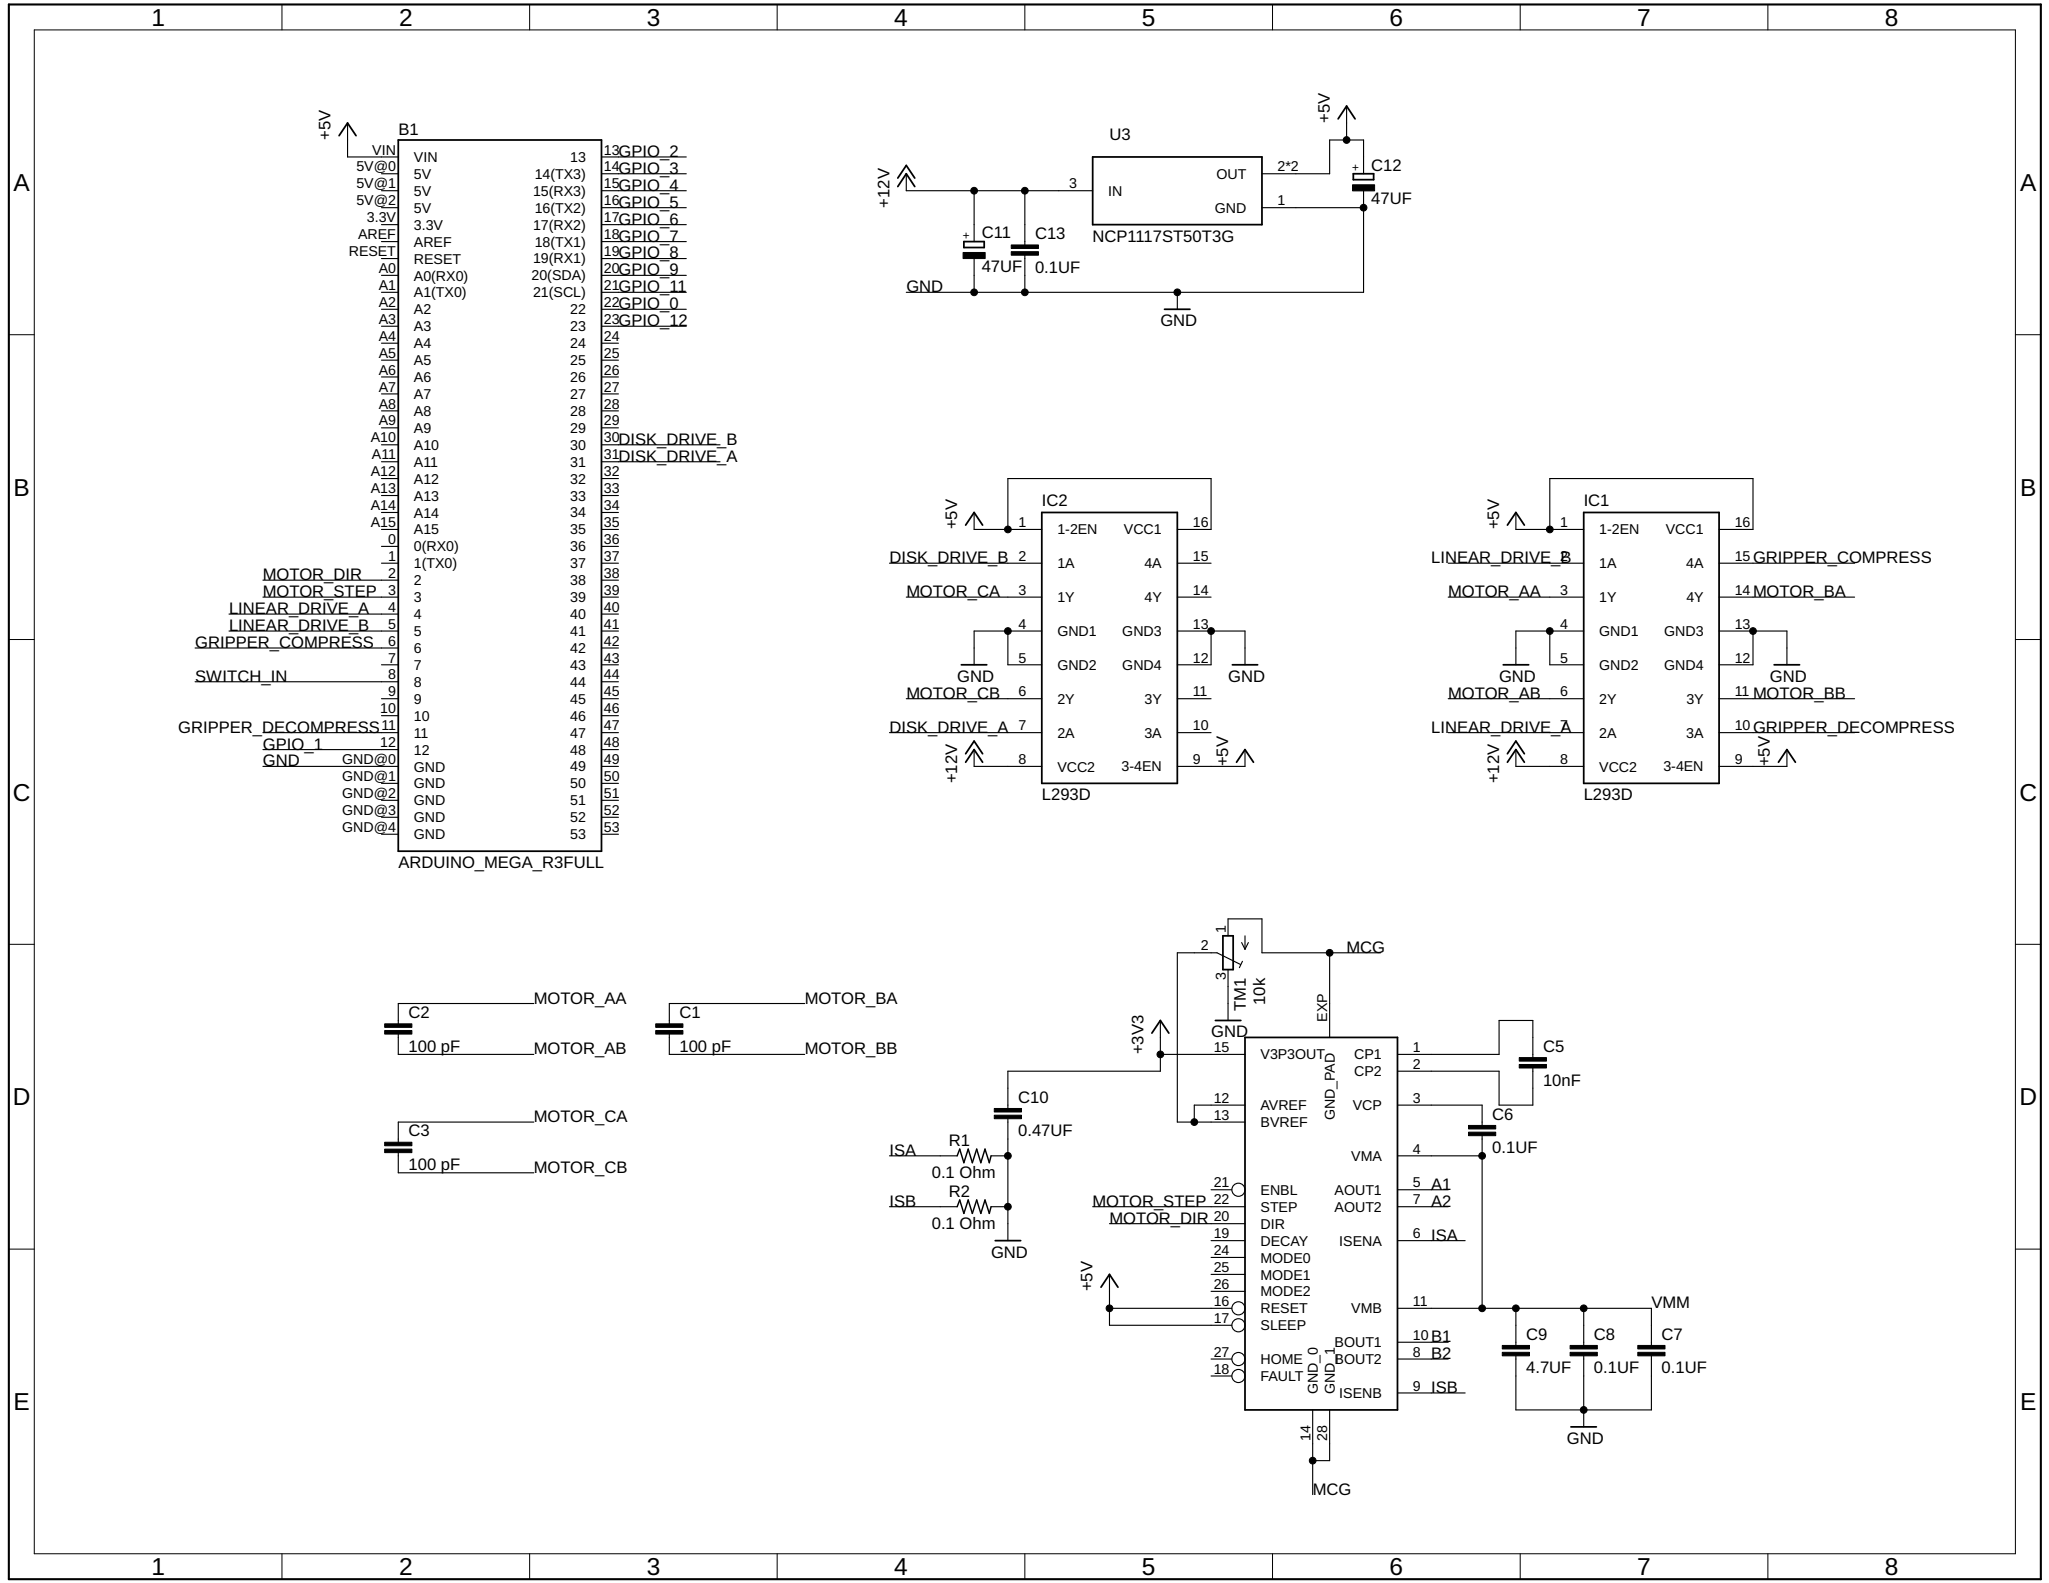 1 2 3 4 5 6 7 8
A A
B B
C C
D D
E E
+5V
B1
VIN VIN 13 13 GPIO_2
5V@0 5V 14(TX3) 14 GPIO_3
5V@1 5V 15(RX3) 15 GPIO_4
5V@2 5V 16(TX2) 16 GPIO_5
3.3V 3.3V 17(RX2) 17 GPIO_6
AREF AREF 18(TX1) 18 GPIO_7
RESET RESET 19(RX1) 19 GPIO_8
A0 A0(RX0) 20(SDA) 20 GPIO_9
A1 A1(TX0) 21(SCL) 21 GPIO_11
A2 A2 22 22 GPIO_0
A3 A3 23 23 GPIO_12
A4 A4 24 24
A5 A5 25 25
A6 A6 26 26
A7 A7 27 27
A8 A8 28 28
A9 A9 29 29
A10 A10 30 30 DISK_DRIVE_B
A11 A11 31 31 DISK_DRIVE_A
A12 A12 32 32
A13 A13 33 33
A14 A14 34 34
A15 A15 35 35
0 0(RX0) 36 36
1 1(TX0) 37 37
MOTOR_DIR 2 2 38 38
MOTOR_STEP 3 3 39 39
LINEAR_DRIVE_A 4 4 40 40
LINEAR_DRIVE_B 5 5 41 41
GRIPPER_COMPRESS 6 6 42 42
7 7 43 43
SWITCH_IN 8 8 44 44
9 9 45 45
10 10 46 46
GRIPPER_DECOMPRESS 11 11 47 47
GPIO_1 12 12 48 48
GND GND@0 GND 49 49
GND@1 GND 50 50
GND@2 GND 51 51
GND@3 GND 52 52
GND@4 GND 53 53
ARDUINO_MEGA_R3FULL
U3
+5V
+12V
3 IN OUT 2*2
GND 1
NCP1117ST50T3G
+ C12
47UF
+ C11
47UF
C13
0.1UF
GND
GND
IC2
+5V 1 1-2EN VCC1 16
DISK_DRIVE_B 2 1A 4A 15
MOTOR_CA 3 1Y 4Y 14
4 GND1 GND3 13
5 GND2 GND4 12
GND GND
MOTOR_CB 6 2Y 3Y 11
DISK_DRIVE_A 7 2A 3A 10
+12V 8 VCC2 3-4EN 9 +5V
L293D
IC1
+5V 1 1-2EN VCC1 16
LINEAR_DRIVE_B 2 1A 4A 15 GRIPPER_COMPRESS
MOTOR_AA 3 1Y 4Y 14 MOTOR_BA
4 GND1 GND3 13
5 GND2 GND4 12
GND GND
MOTOR_AB 6 2Y 3Y 11 MOTOR_BB
LINEAR_DRIVE_A 7 2A 3A 10 GRIPPER_DECOMPRESS
+12V 8 VCC2 3-4EN 9 +5V
L293D
MOTOR_AA
C2
100 pF
MOTOR_AB
MOTOR_BA
C1
100 pF
MOTOR_BB
MOTOR_CA
C3
100 pF
MOTOR_CB
1
2
3
TM1
10k
GND
MCG
EXP
+3V3
C10
0.47UF
ISA R1
0.1 Ohm
ISB R2
0.1 Ohm
GND
15 V3P3OUT GND_PAD CP1 1
CP2 2
12 AVREF VCP 3
13 BVREF
VMA 4
21 ENBL AOUT1 5 A1
MOTOR_STEP 22 STEP AOUT2 7 A2
MOTOR_DIR 20 DIR
19 DECAY ISENA 6 ISA
24 MODE0
25 MODE1
26 MODE2
+5V
16 RESET VMB 11
17 SLEEP
BOUT1 10 B1
27 HOME BOUT2 8 B2
18 FAULT
ISENB 9 ISB
GND_0
GND_1
14
28
MCG
C5
10nF
C6
0.1UF
VMM
C9
4.7UF
C8
0.1UF
C7
0.1UF
GND
1 2 3 4 5 6 7 8